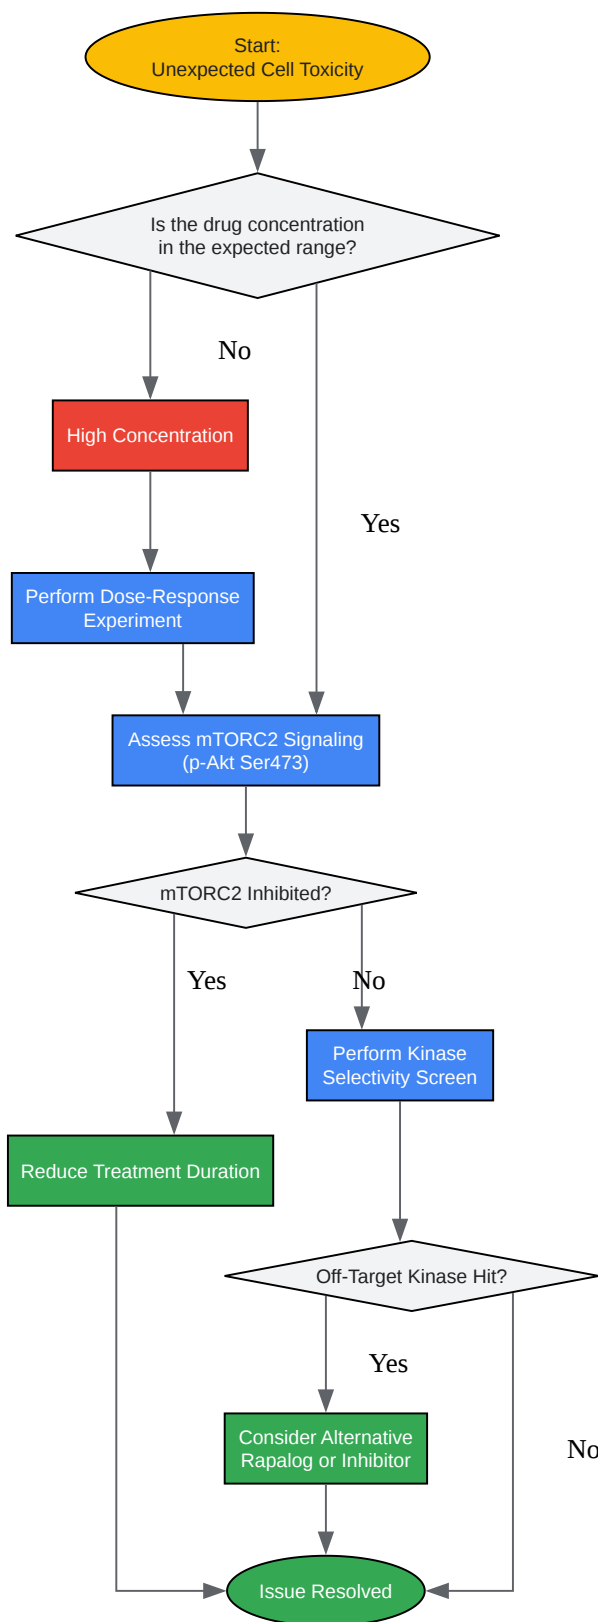 Start:
Unexpected Cell Toxicity
Is the drug concentration
in the expected range?
No
High Concentration
Yes
Perform Dose-Response
Experiment
Assess mTORC2 Signaling
(p-Akt Ser473)
mTORC2 Inhibited?
Yes
No
Perform Kinase
Selectivity Screen
Reduce Treatment Duration
Off-Target Kinase Hit?
Yes
Consider Alternative
Rapalog or Inhibitor
No
Issue Resolved